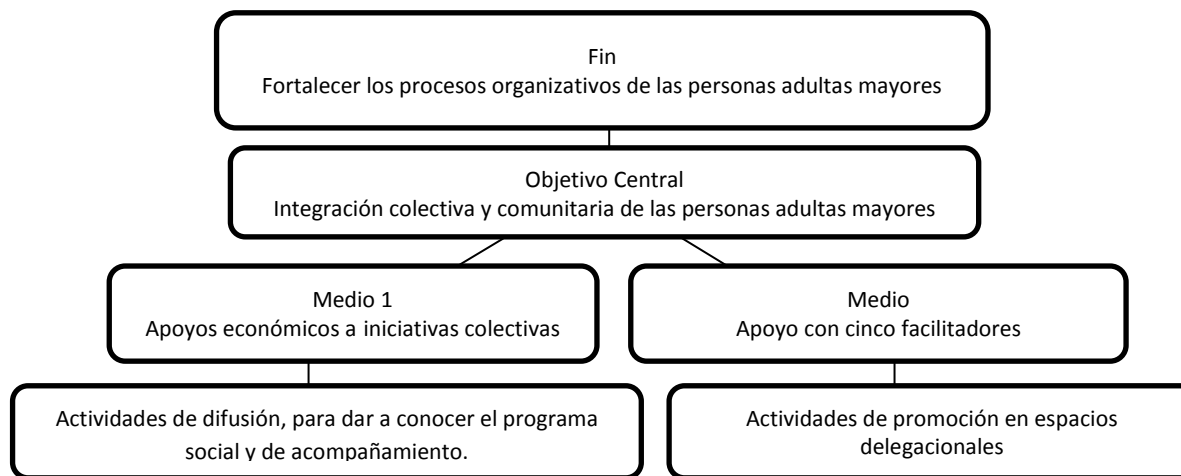 Fin
Fortalecer los procesos organizativos de las personas adultas mayores
Objetivo Central
Integración colectiva y comunitaria de las personas adultas mayores
Medio 1
Apoyos económicos a iniciativas colectivas
Medio
Apoyo con cinco facilitadores
Actividades de difusión, para dar a conocer el programa
social y de acompañamiento.
Actividades de promoción en espacios
delegacionales